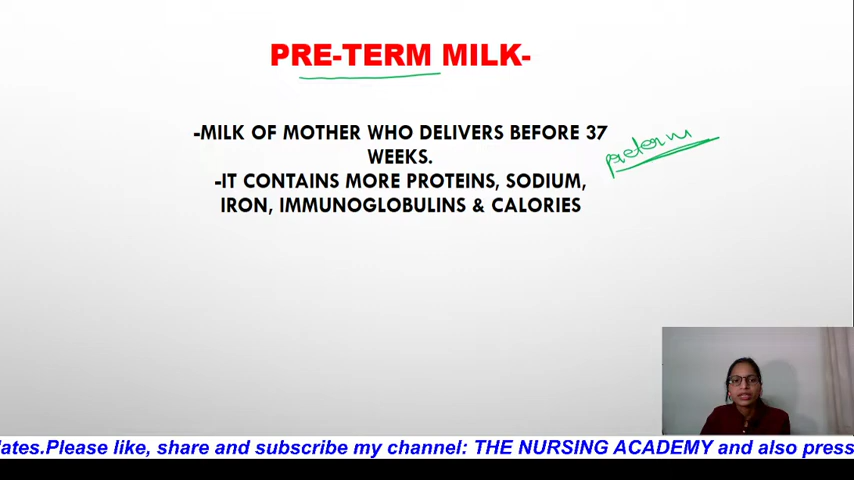 PRE-TERM MILK-
-MILK OF MOTHER WHO DELIVERS BEFORE 37
WEEKS.
preterm
-IT CONTAINS MORE PROTEINS, SODIUM,
IRON, IMMUNOGLOBULINS & CALORIES
lates.Please like, share and subscribe my channel: THE NURSING ACADEMY and also press